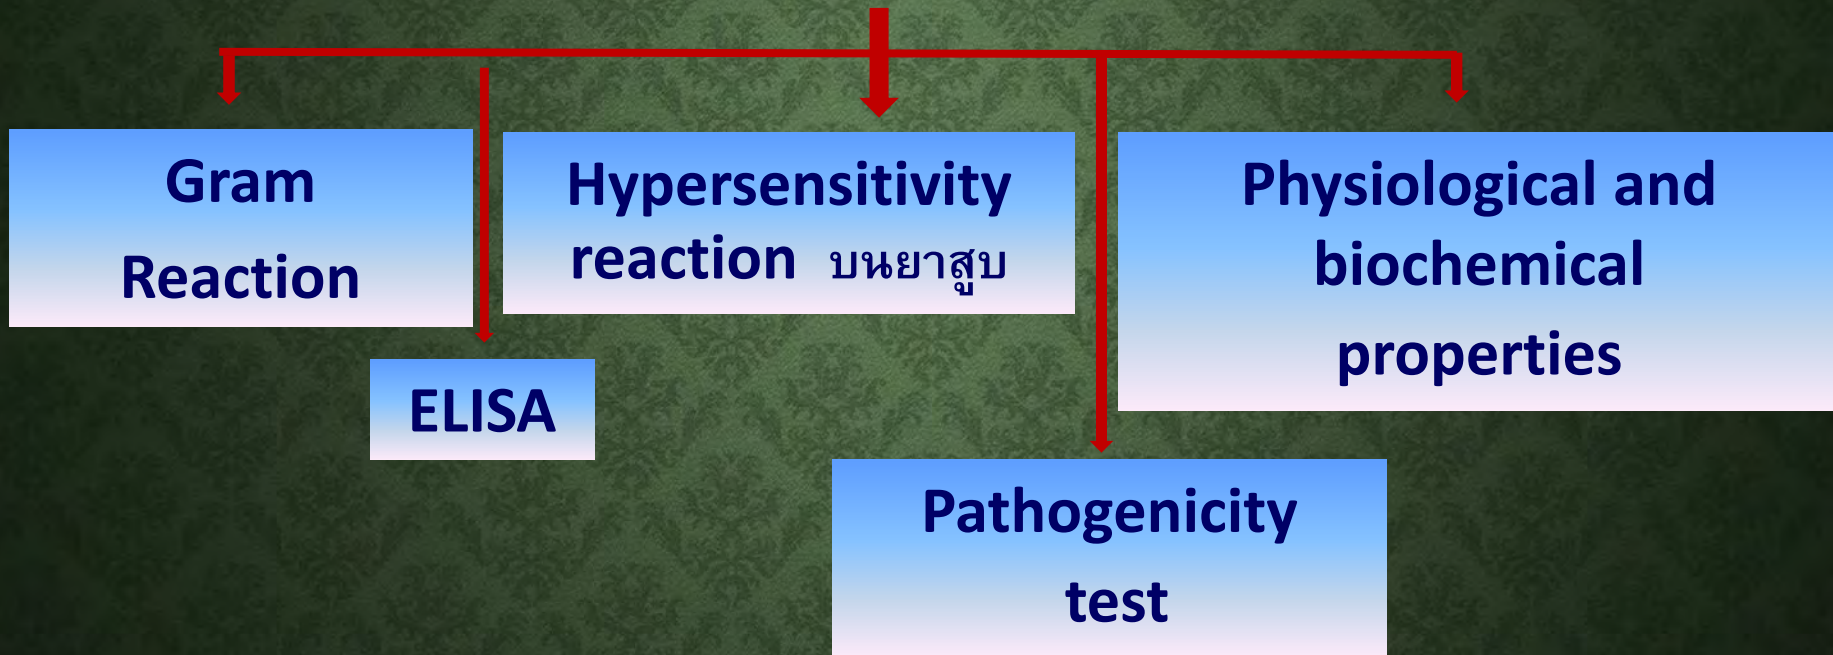 Gram
Reaction
Hypersensitivity
reaction บนยาสูบ
Physiological and
biochemical
properties
ELISA
Pathogenicity
test